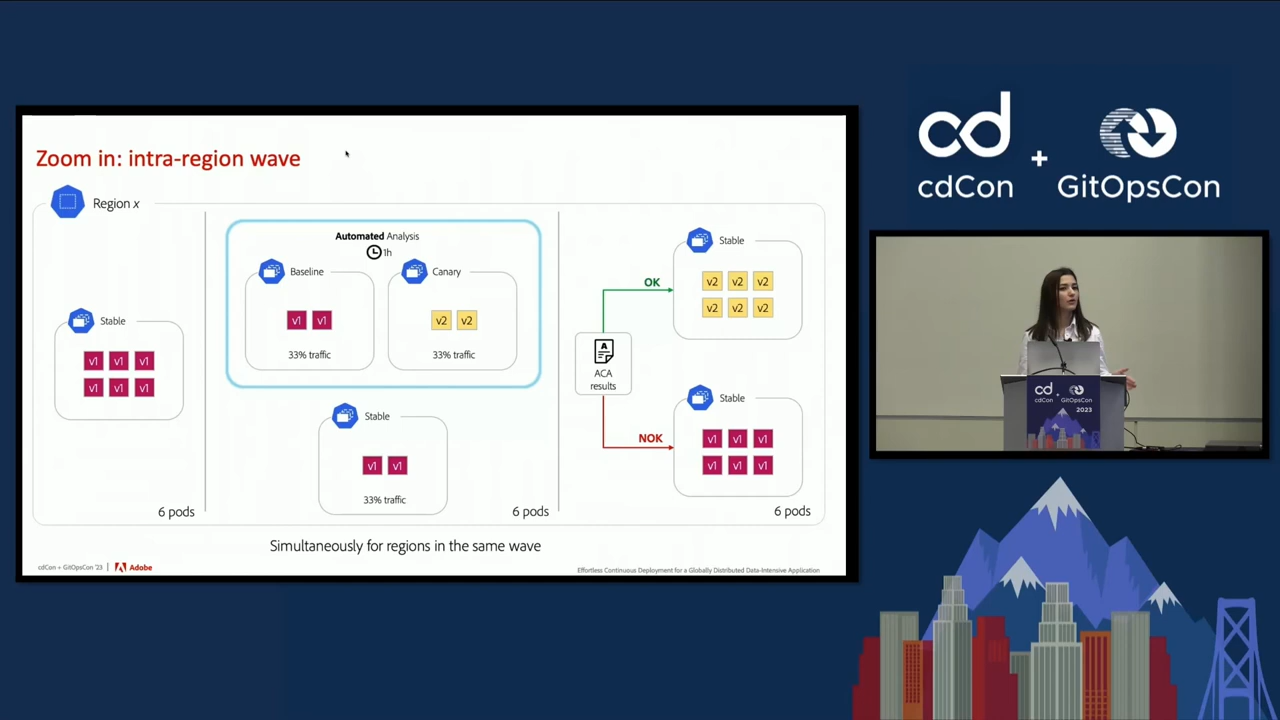 Zoom in: intra-region wave
Region x
Stable
v1 v1 v1
v1 v1 v1
6 pods
Automated Analysis
1h
Baseline
v1 v1
33% traffic
Canary
v2 v2
33% traffic
Stable
v1 v1
33% traffic
6 pods
OK
A
ACA
results
NOK
Stable
v2 v2 v2
v2 v2 v2
Stable
v1 v1 v1
v1 v1 v1
6 pods
Simultaneously for regions in the same wave
cdCon + GitOpsCon '23 | Adobe
Effortless Continuous Deployment for a Globally Distributed Data-Intensive Application
cd
cdCon
+
GitOpsCon
cd
cdCon
+
GitOpsCon
2023